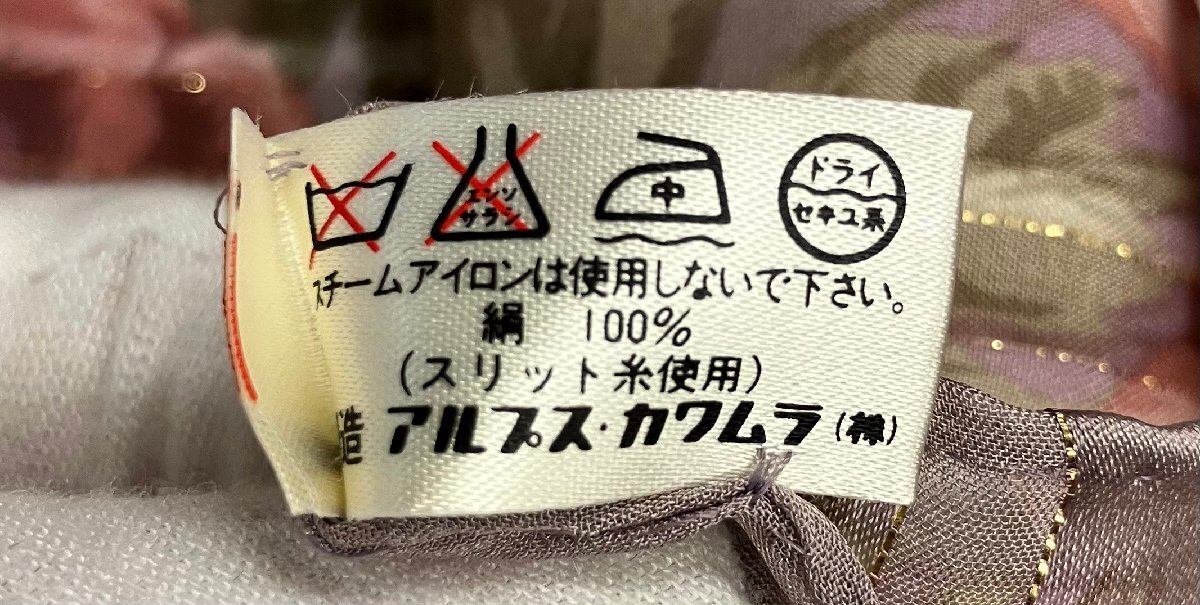 エンソ
サラシ
中
ドライ
セキユ系
スチームアイロンは使用しないで下さい。
絹 100%
(スリット糸使用)
造 アルプス・カワムラ(株)